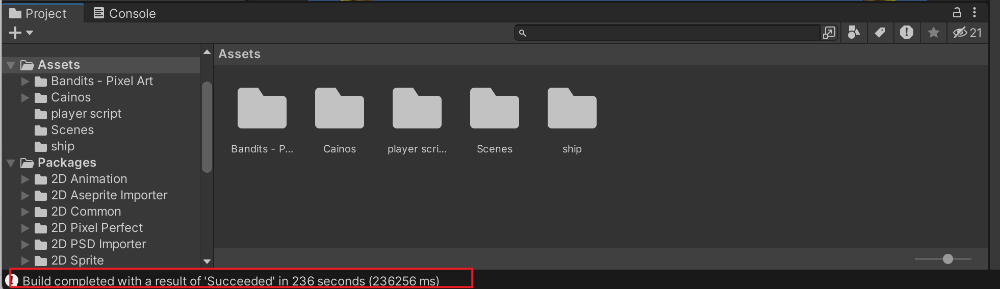 Project
Console
21
Assets
Bandits - Pixel Art
Cainos
player script
Scenes
ship
Packages
2D Animation
2D Aseprite Importer
2D Common
2D Pixel Perfect
2D PSD Importer
2D Sprite
Assets
Bandits - P...
Cainos
player scri...
Scenes
ship
Build completed with a result of 'Succeeded' in 236 seconds (236256 ms)